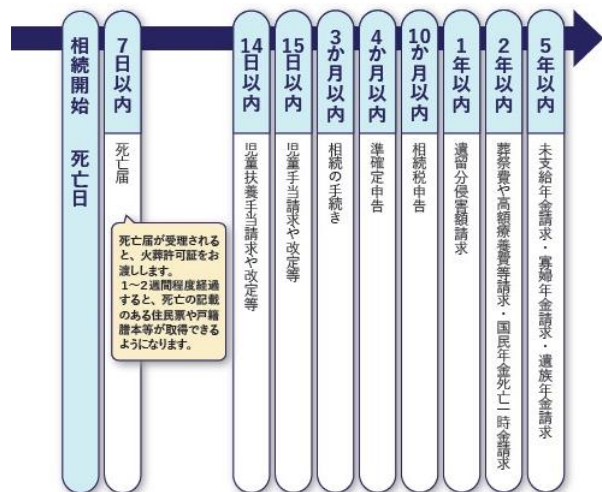 相続開始 死亡日
7日以内
死亡届
死亡届が受理される
と、火葬許可証をお
渡しします。
1~2週間程度経過
すると、死亡の記載
のある住民票や戸籍
謄本等が取得できる
ようになります。
14日以内
児童扶養手当請求や改定等
15日以内
児童手当請求や改定等
3か月以内
相続の手続き
4か月以内
準確定申告
10か月以内
相続税申告
1年以内
遺留分侵害額請求
2年以内
葬祭費や高額療養費等請求・国民年金死亡一時金請求
5年以内
未支給年金請求・寡婦年金請求・遺族年金請求